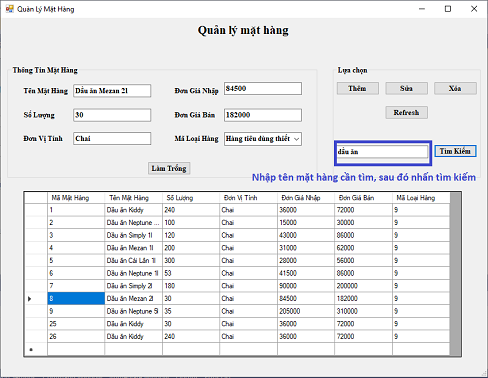 Quản Lý Mặt Hàng
Quản lý mặt hàng
Thông Tin Mặt Hàng
Tên Mặt Hàng Dầu ăn Mezan 2l Đơn Giá Nhập 84500
Số Lượng 30 Đơn Giá Bán 182000
Đơn Vị Tính Chai Mã Loại Hàng Hàng tiêu dùng thiết
Làm Trống
Lựa chọn
Thêm Sửa Xóa
Refresh
dầu ăn Tìm Kiếm
Nhập tên mặt hàng cần tìm, sau đó nhấn tìm kiếm
Mã Mặt Hàng Tên Mặt Hàng Số Lượng Đơn Vị Tính Đơn Giá Nhập Đơn Giá Bán Mã Loại Hàng
1 Dầu ăn Kiddy 240 Chai 36000 72000 9
2 Dầu ăn Neptune ... 100 Chai 15000 30000 9
3 Dầu ăn Simply 1l 120 Chai 43000 86000 9
4 Dầu ăn Mezan 1l 200 Chai 31000 62000 9
5 Dầu ăn Cái Lân 1l 300 Chai 28000 56000 9
6 Dầu ăn Neptune 1l 53 Chai 41500 86000 9
7 Dầu ăn Simply 2l 180 Chai 90000 200000 9
8 Dầu ăn Mezan 2l 30 Chai 84500 182000 9
9 Dầu ăn Neptune 5l 35 Chai 205000 310000 9
25 Dầu ăn Kiddy 30 Chai 36000 72000 9
26 Dầu ăn Kiddy 240 Chai 36000 72000 9